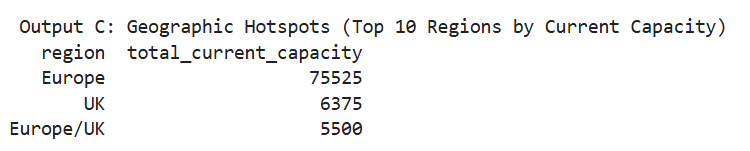 Output C: Geographic Hotspots (Top 10 Regions by Current Capacity)
region total_current_capacity
Europe 75525
UK 6375
Europe/UK 5500